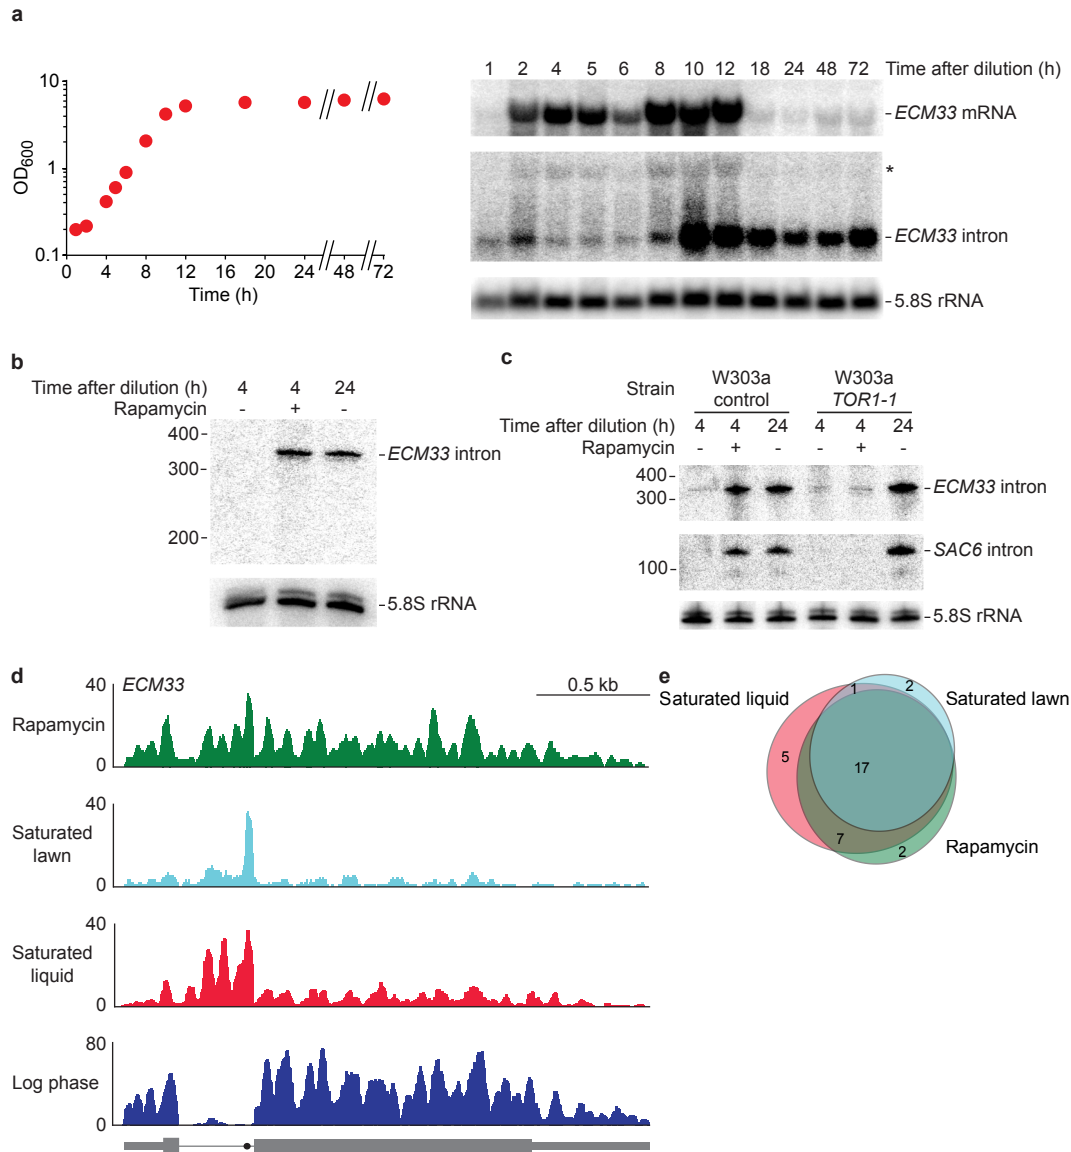 a
10
1
0.1
OD600
0 4 8 12 16 20 24 48 72
Time (h)
1 2 4 5 6 8 10 12 18 24 48 72 Time after dilution (h)
ECM33 mRNA
*
ECM33 intron
5.8S rRNA
b
Time after dilution (h) 4 4 24
Rapamycin - + -
400
300
200
ECM33 intron
5.8S rRNA
c
Strain W303a control W303a TOR1-1
Time after dilution (h) 4 4 24 4 4 24
Rapamycin - + - - + -
400
300
ECM33 intron
SAC6 intron
100
5.8S rRNA
d
ECM33
0.5 kb
40
Rapamycin
0
40
Saturated
lawn
0
40
Saturated
liquid
0
80
Log phase
0
e
Saturated liquid
1
2
Saturated lawn
5
17
7
2
Rapamycin